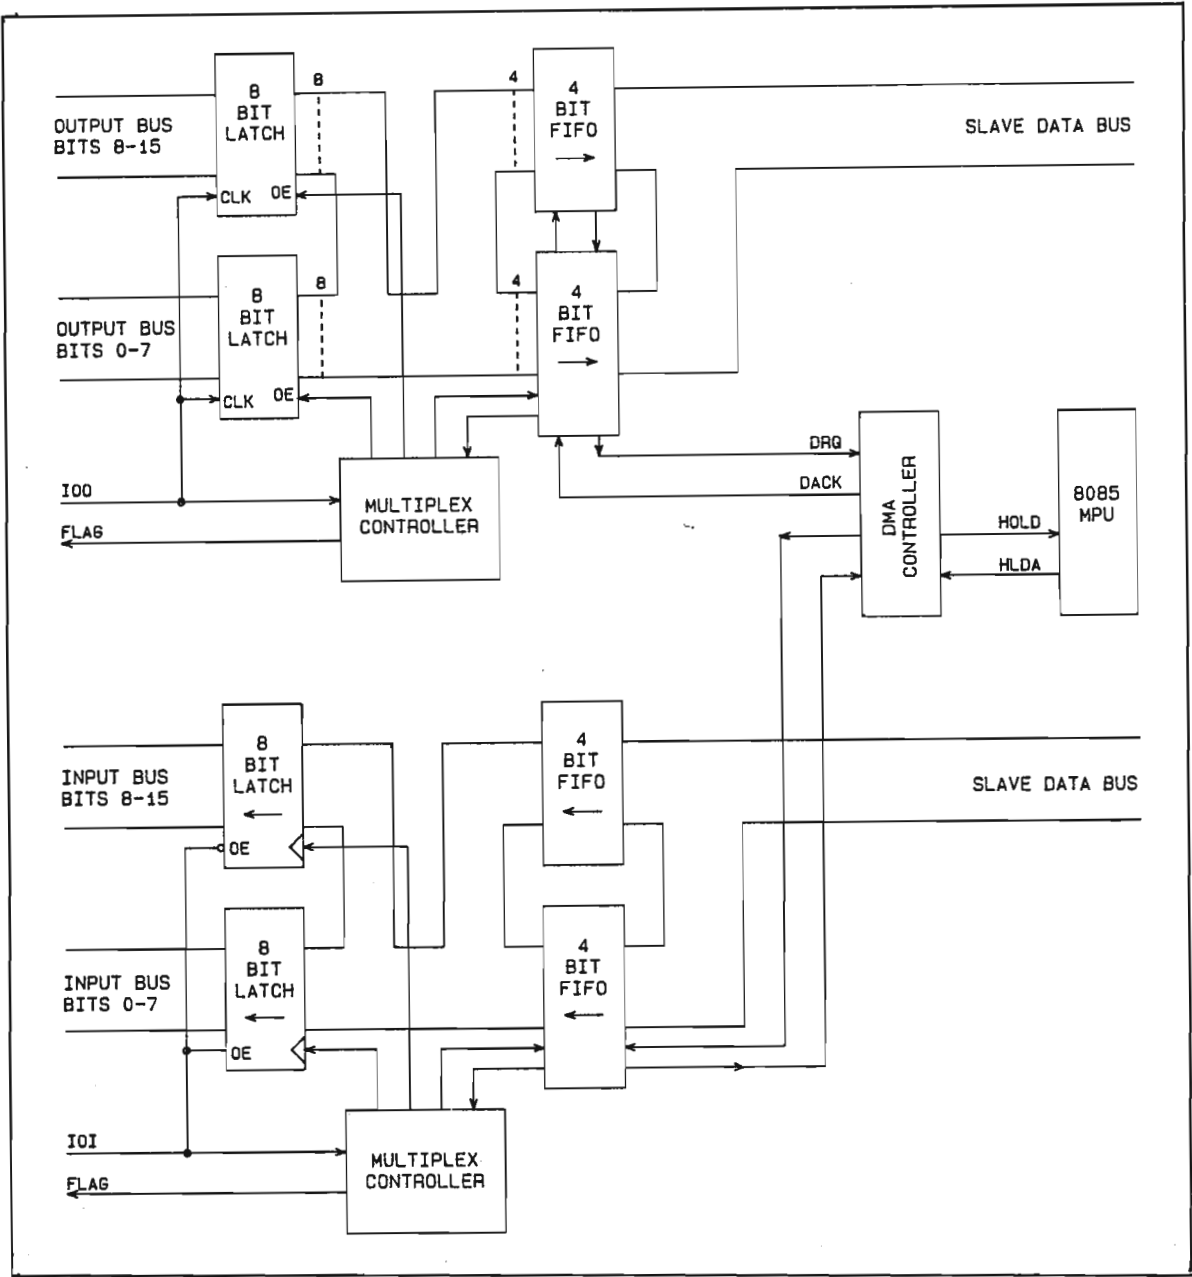 8
BIT
LATCH
8
4
4
BIT
FIFO
OUTPUT BUS
BITS 8-15
SLAVE DATA BUS
CLK OE
8
BIT
LATCH
8
4
4
BIT
FIFO
OUTPUT BUS
BITS 0-7
CLK OE
DRQ
DACK
DMA
CONTROLLER
8085
MPU
HOLD
HLDA
IOO
FLAG
MULTIPLEX
CONTROLLER
8
BIT
LATCH
4
BIT
FIFO
INPUT BUS
BITS 8-15
SLAVE DATA BUS
OE
8
BIT
LATCH
4
BIT
FIFO
INPUT BUS
BITS 0-7
OE
IOI
FLAG
MULTIPLEX
CONTROLLER